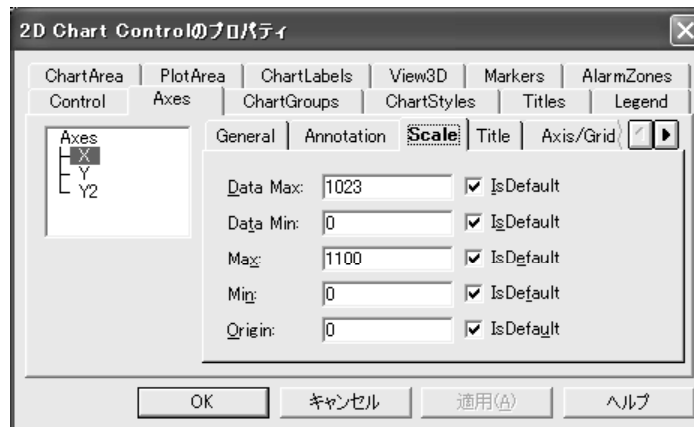 2D Chart Controlのプロパティ
ChartArea PlotArea ChartLabels View3D Markers AlarmZones
Control Axes ChartGroups ChartStyles Titles Legend
Axes
X
Y
Y2
General Annotation Scale Title Axis/Grid
Data Max: 1023 IsDefault
Data Min: 0 IsDefault
Max: 1100 IsDefault
Min: 0 IsDefault
Origin: 0 IsDefault
OK キャンセル 適用(A) ヘルプ